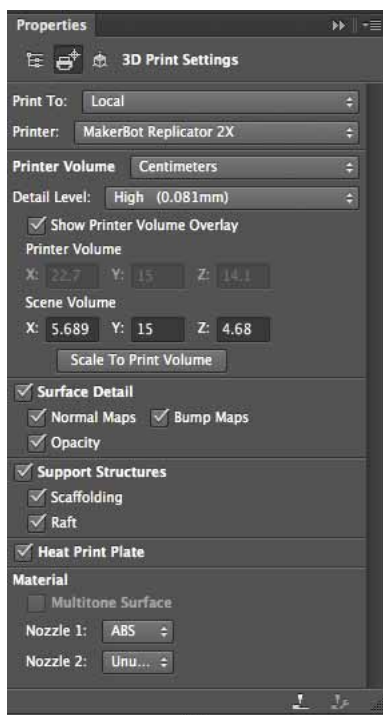 Properties
3D Print Settings
Print To: Local
Printer: MakerBot Replicator 2X
Printer Volume Centimeters
Detail Level: High (0.081mm)
Show Printer Volume Overlay
Printer Volume
X: 22.7 Y: 15 Z: 14.1
Scene Volume
X: 5.689 Y: 15 Z: 4.68
Scale To Print Volume
Surface Detail
Normal Maps Bump Maps
Opacity
Support Structures
Scaffolding
Raft
Heat Print Plate
Material
Multitone Surface
Nozzle 1: ABS
Nozzle 2: Unu...